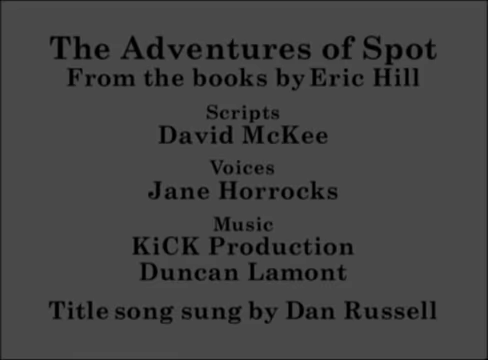 The Adventures of Spot
From the books by Eric Hill
Scripts
David McKee
Voices
Jane Horrocks
Music
KiCK Production
Duncan Lamont
Title song sung by Dan Russell